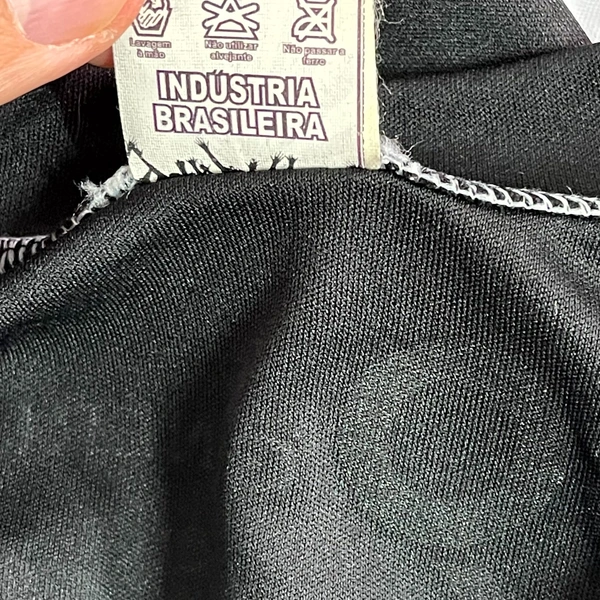 Lavagem
à mão
Não utilizar
alvejante
Não passar a
ferro
INDÚSTRIA
BRASILEIRA